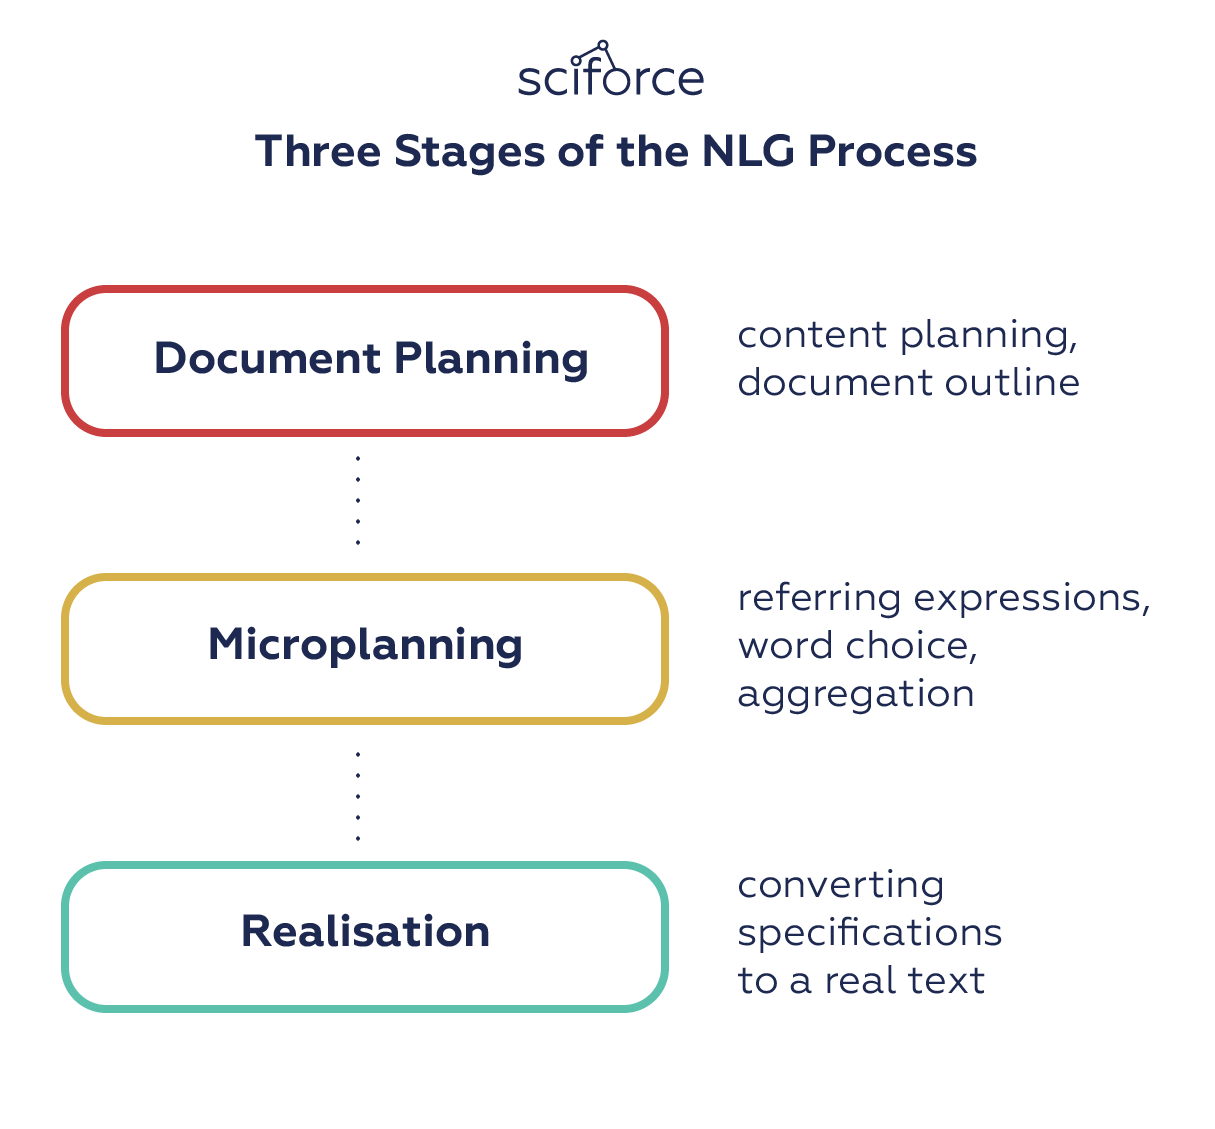 sciforce
Three Stages of the NLG Process
Document Planning
content planning,
document outline
Microplanning
referring expressions,
word choice,
aggregation
Realisation
converting
specifications
to a real text